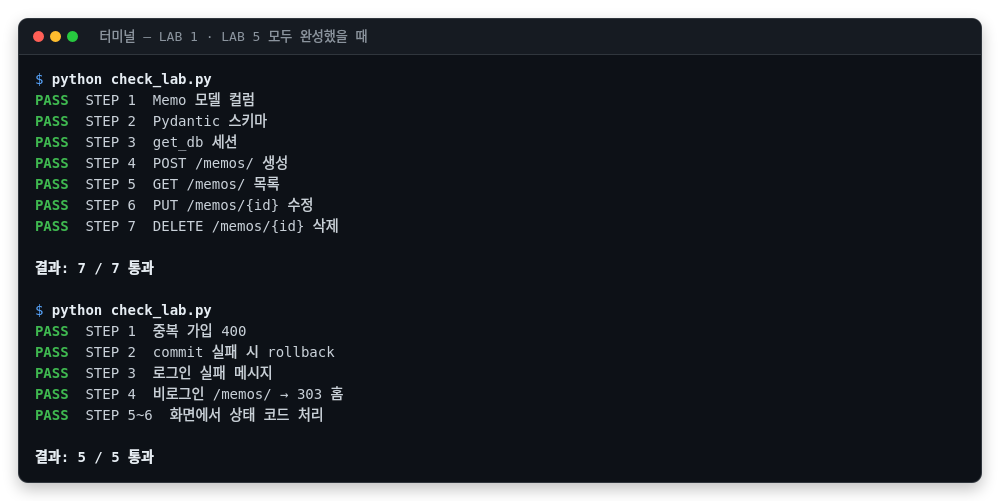 터미널 — LAB 1 · LAB 5 모두 완성했을 때
$ python check_lab.py
PASS  STEP 1  Memo 모델 컬럼
PASS  STEP 2  Pydantic 스키마
PASS  STEP 3  get_db 세션
PASS  STEP 4  POST /memos/ 생성
PASS  STEP 5  GET /memos/ 목록
PASS  STEP 6  PUT /memos/{id} 수정
PASS  STEP 7  DELETE /memos/{id} 삭제
결과: 7 / 7 통과
$ python check_lab.py
PASS  STEP 1  중복 가입 400
PASS  STEP 2  commit 실패 시 rollback
PASS  STEP 3  로그인 실패 메시지
PASS  STEP 4  비로그인 /memos/ → 303 홈
PASS  STEP 5~6  화면에서 상태 코드 처리
결과: 5 / 5 통과